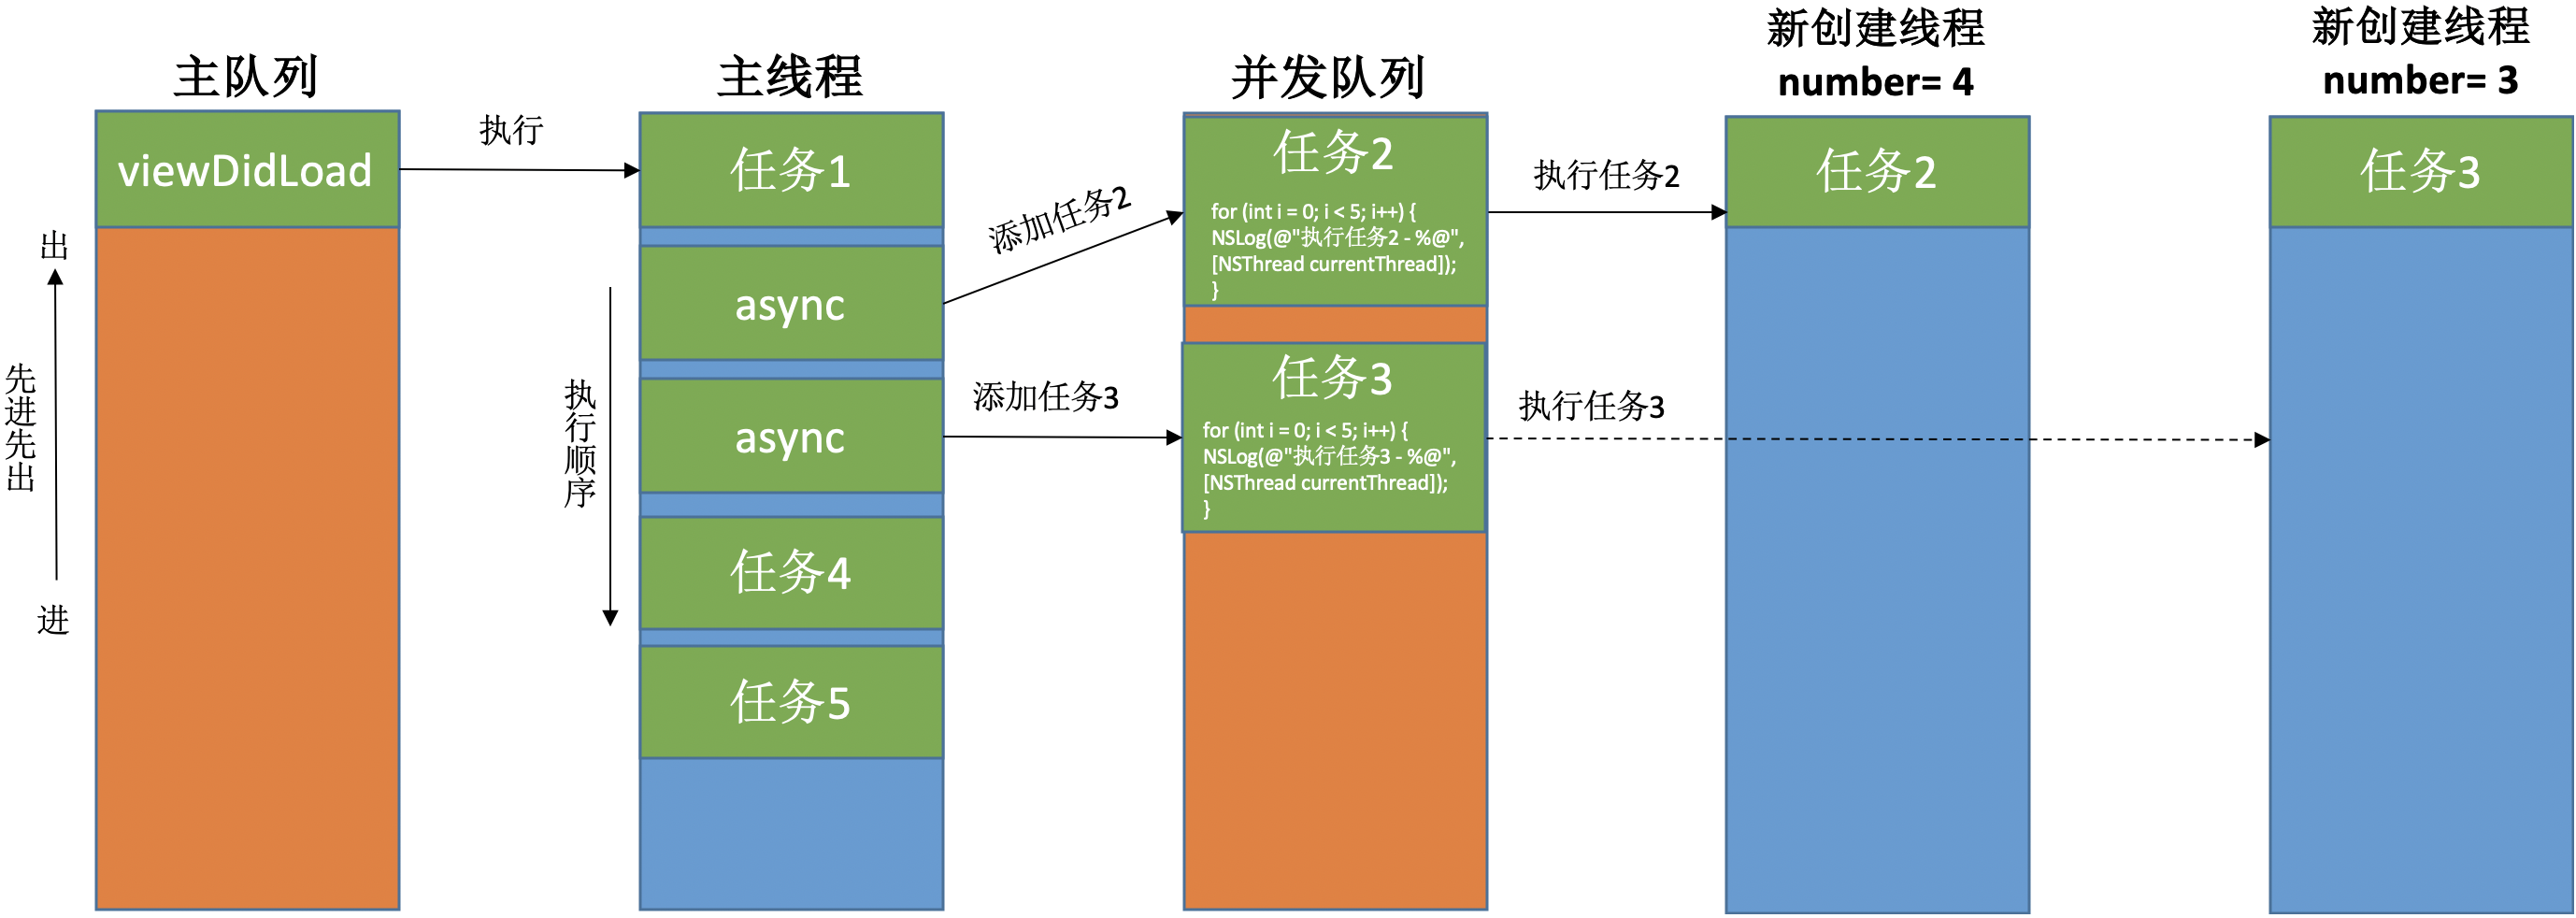 主队列
viewDidLoad
出
先进先出
进
执行
主线程
任务1
async
async
任务4
任务5
执行顺序
添加任务2
添加任务3
并发队列
任务2
for (int i = 0; i < 5; i++) {
NSLog(@"执行任务2 - %@",
[NSThread currentThread]);
}
任务3
for (int i = 0; i < 5; i++) {
NSLog(@"执行任务3 - %@",
[NSThread currentThread]);
}
执行任务2
执行任务3
新创建线程
number= 4
任务2
新创建线程
number= 3
任务3